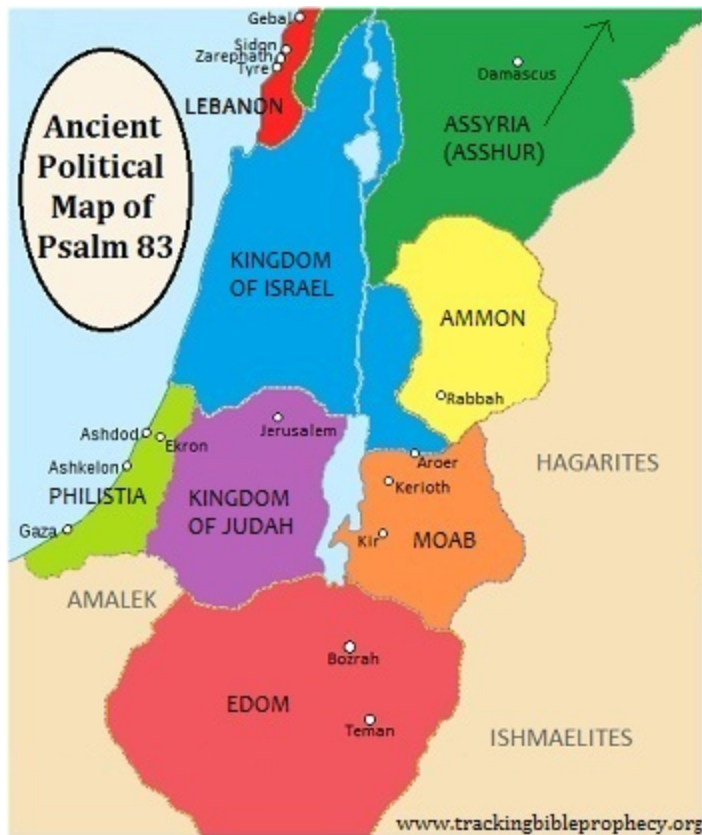 Gebal
Sidon
Zarephath
Tyre
Damascus
LEBANON
Ancient
Political
Map of
Psalm 83
ASSYRIA
(ASSHUR)
KINGDOM
OF ISRAEL
AMMON
Rabbah
Ashdod
Ekron
Jerusalem
Ashkelon
Aroer
HAGARITES
PHILISTIA
KINGDOM
OF JUDAH
Kerioth
Gaza
Kir
MOAB
AMALEK
Bozrah
EDOM
Teman
ISHMAELITES
www.trackingbibleprophecy.org